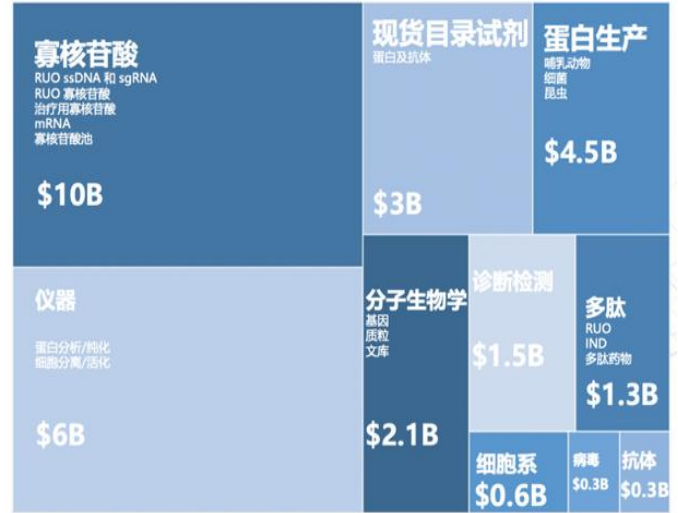 寡核苷酸
RUO ssDNA 和 sgRNA
RUO 寡核苷酸
治疗用寡核苷酸
mRNA
寡核苷酸池
$10B
现货目录试剂
蛋白及抗体
$3B
蛋白生产
哺乳动物
细菌
昆虫
$4.5B
仪器
蛋白分析/纯化
细胞分离/活化
$6B
分子生物学
基因
质粒
文库
$2.1B
诊断检测
$1.5B
多肽
RUO
IND
多肽药物
$1.3B
细胞系
$0.6B
病毒
$0.3B
抗体
$0.3B